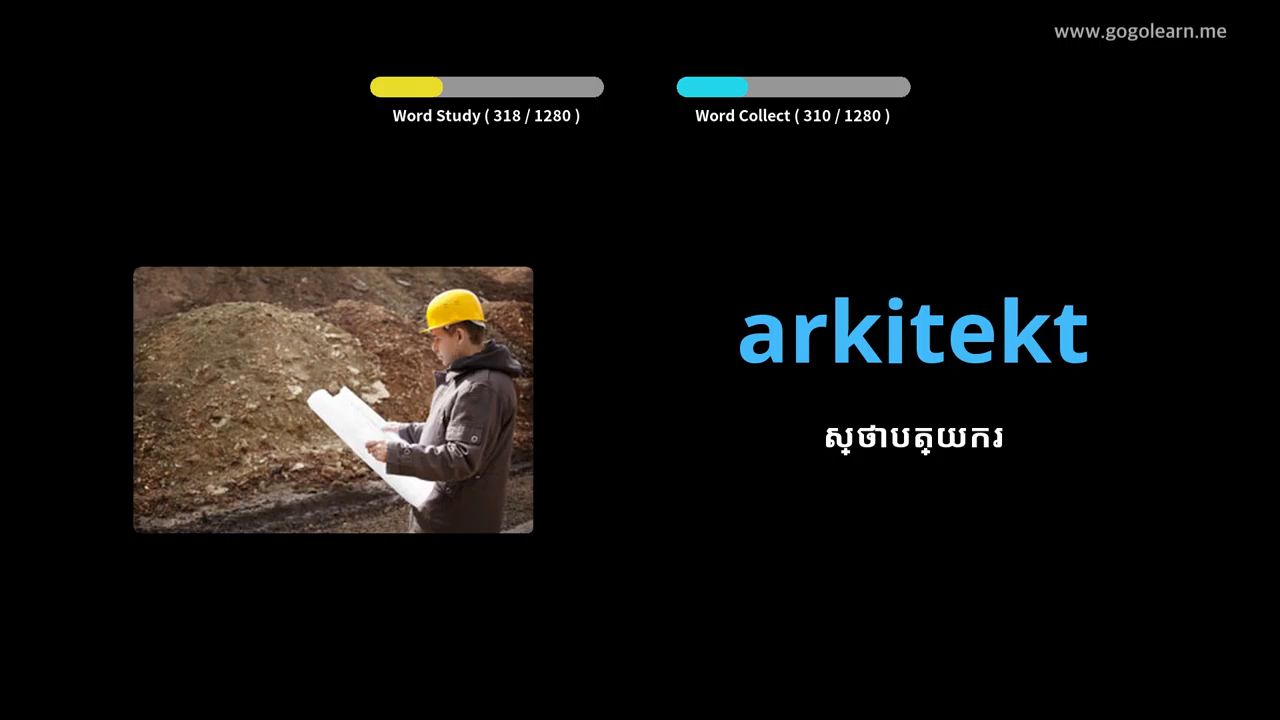 www.gogolearn.me
Word Study ( 318 / 1280 )
Word Collect ( 310 / 1280 )
arkitekt
ស្ថាបត្យករ